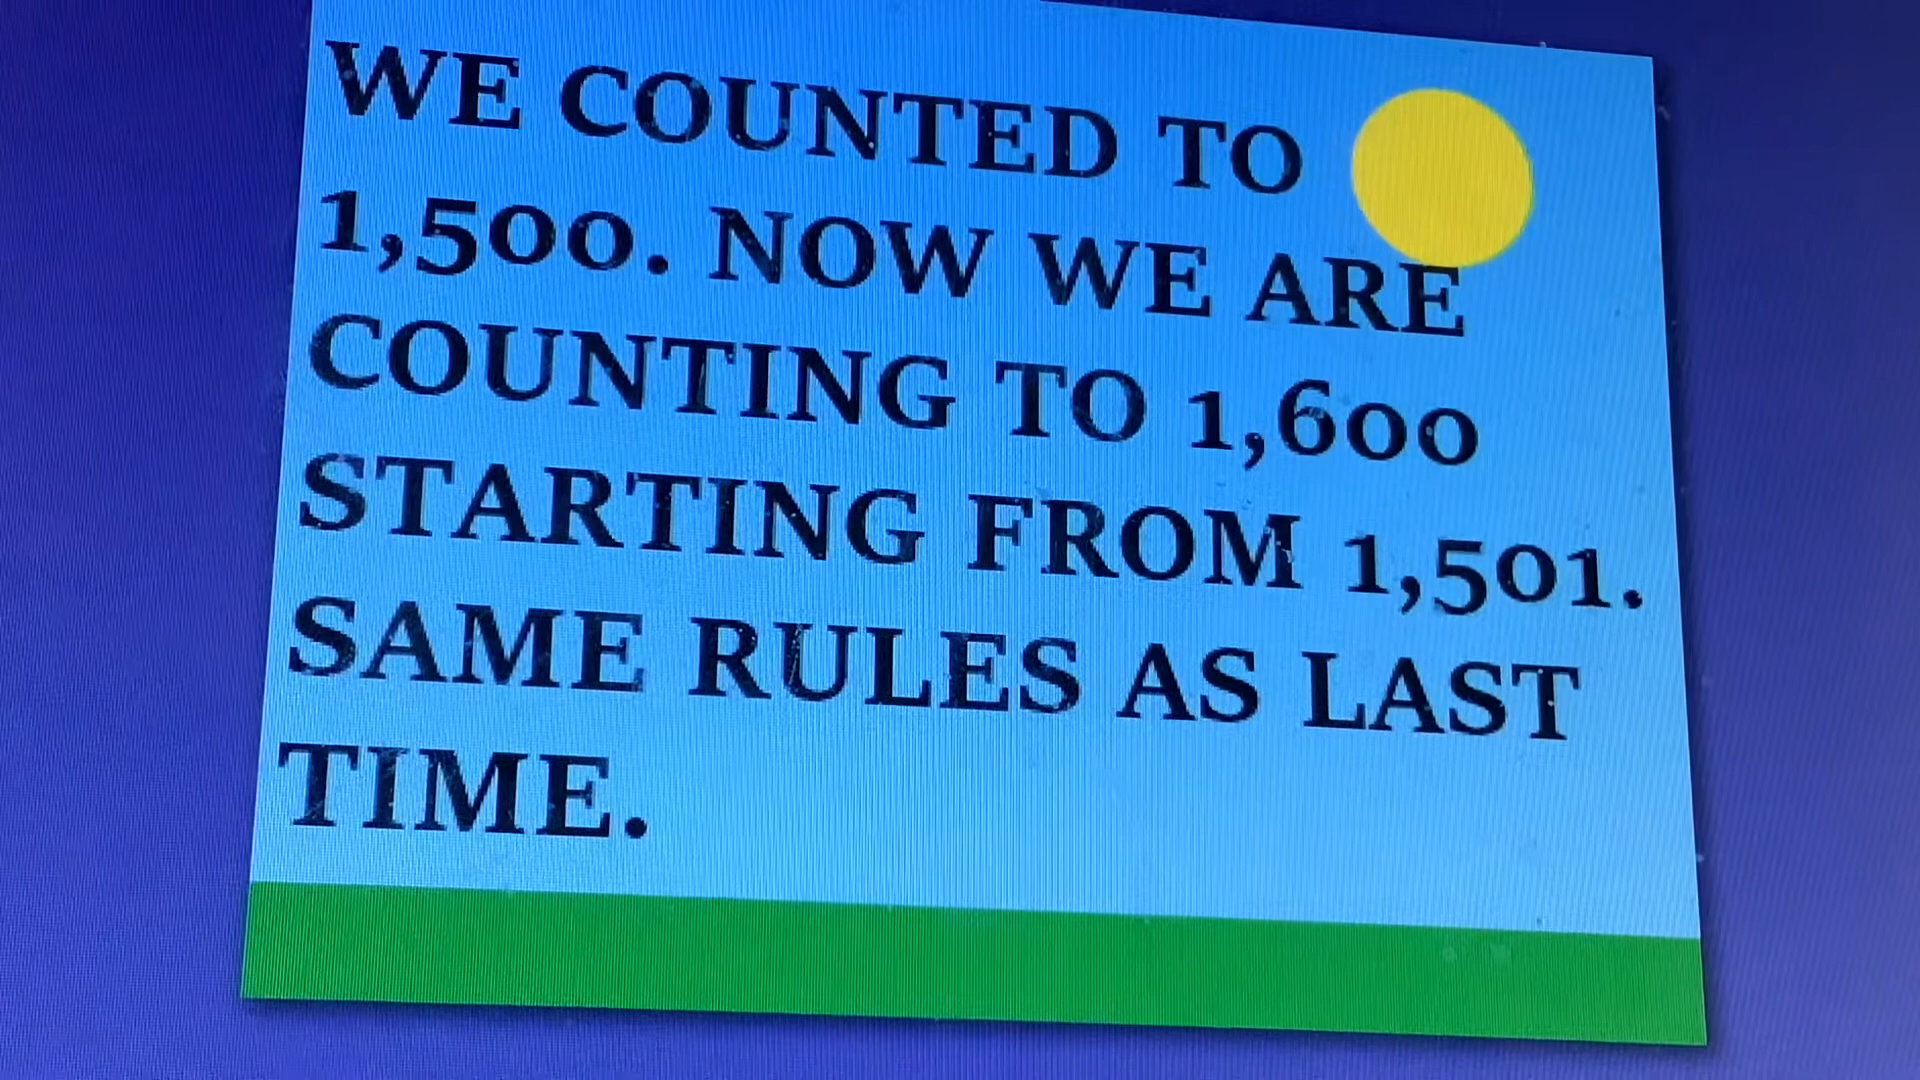 WE COUNTED TO
1,500. NOW WE ARE
COUNTING TO 1,600
STARTING FROM 1,501.
SAME RULES AS LAST
TIME.